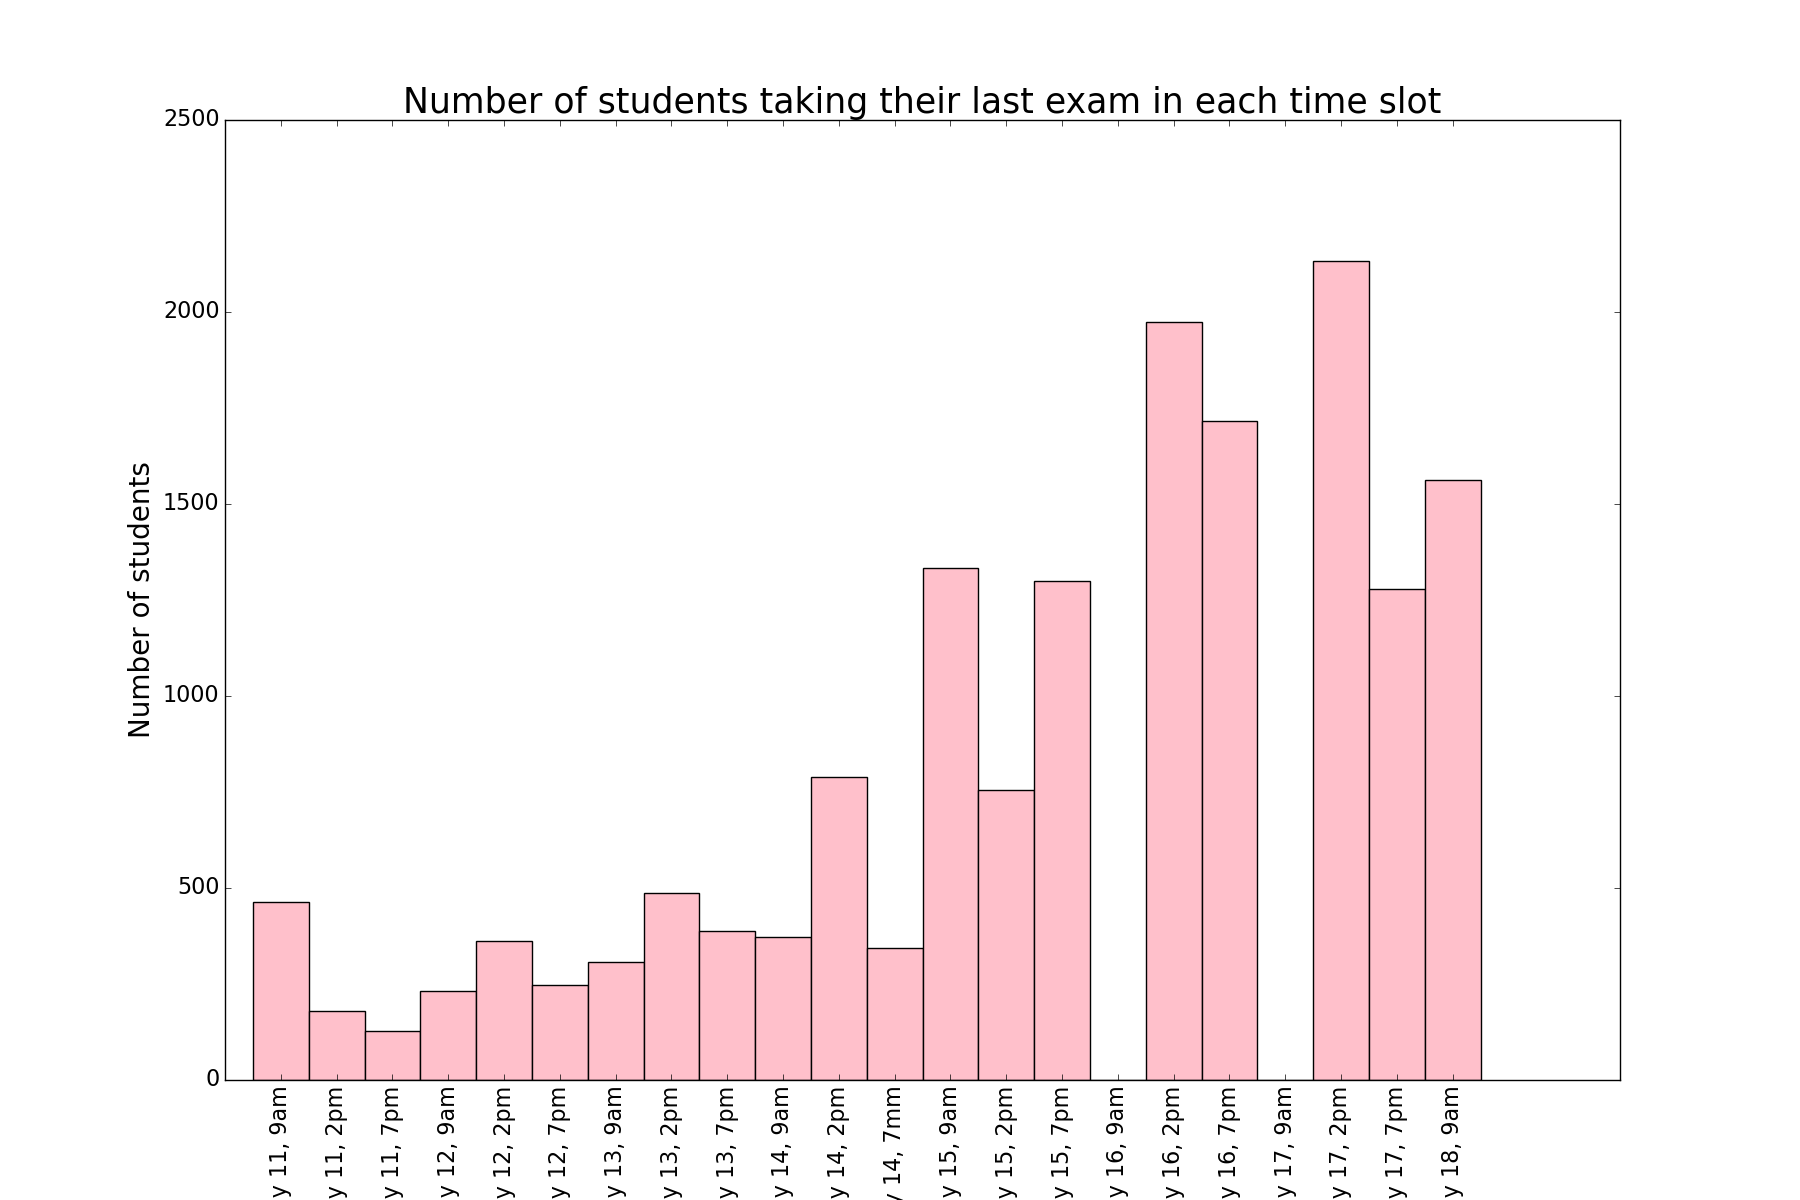 Number of students taking their last exam in each time slot
2500
2000
1500
1000
500
0
Number of students
y 11, 9am
y 11, 2pm
y 11, 7pm
y 12, 9am
y 12, 2pm
y 12, 7pm
y 13, 9am
y 13, 2pm
y 13, 7pm
y 14, 9am
y 14, 2pm
y 14, 7mm
y 15, 9am
y 15, 2pm
y 15, 7pm
y 16, 9am
y 16, 2pm
y 16, 7pm
y 17, 9am
y 17, 2pm
y 17, 7pm
y 18, 9am